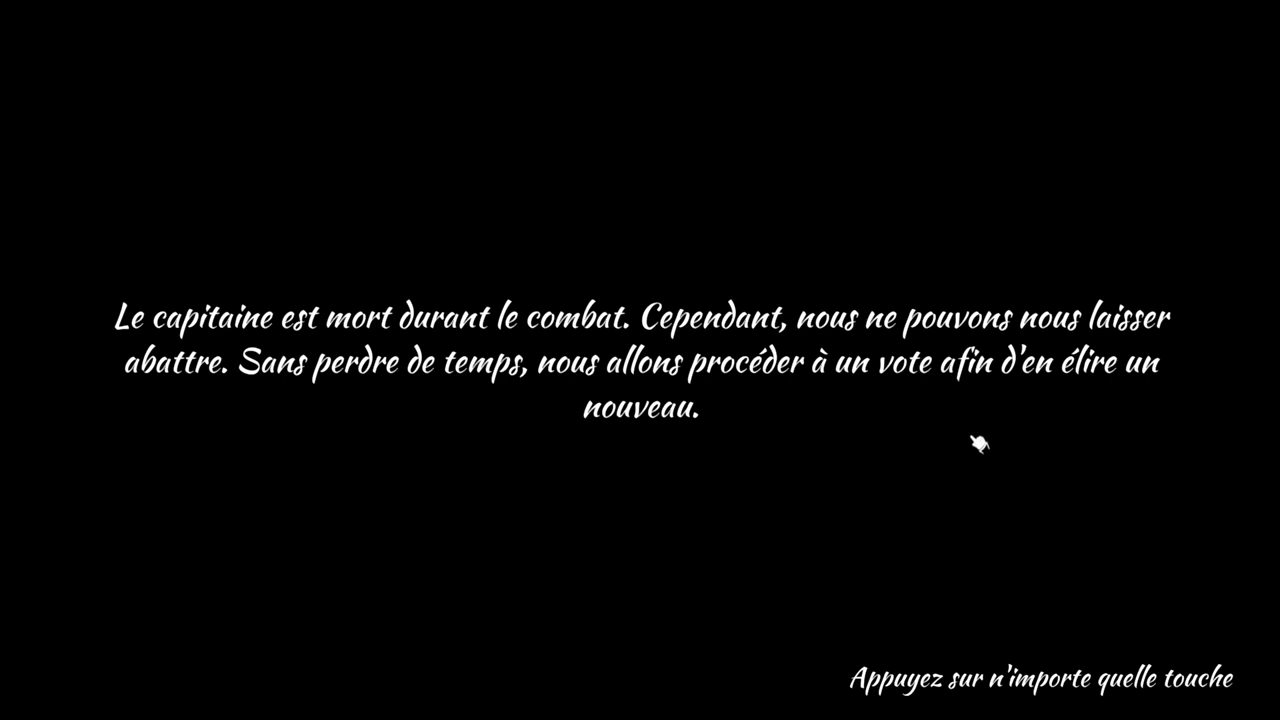 Le capitaine est mort durant le combat. Cependant, nous ne pouvons nous laisser
abattre. Sans perdre de temps, nous allons procéder à un vote afin d'en élire un
nouveau.
Appuyez sur n'importe quelle touche